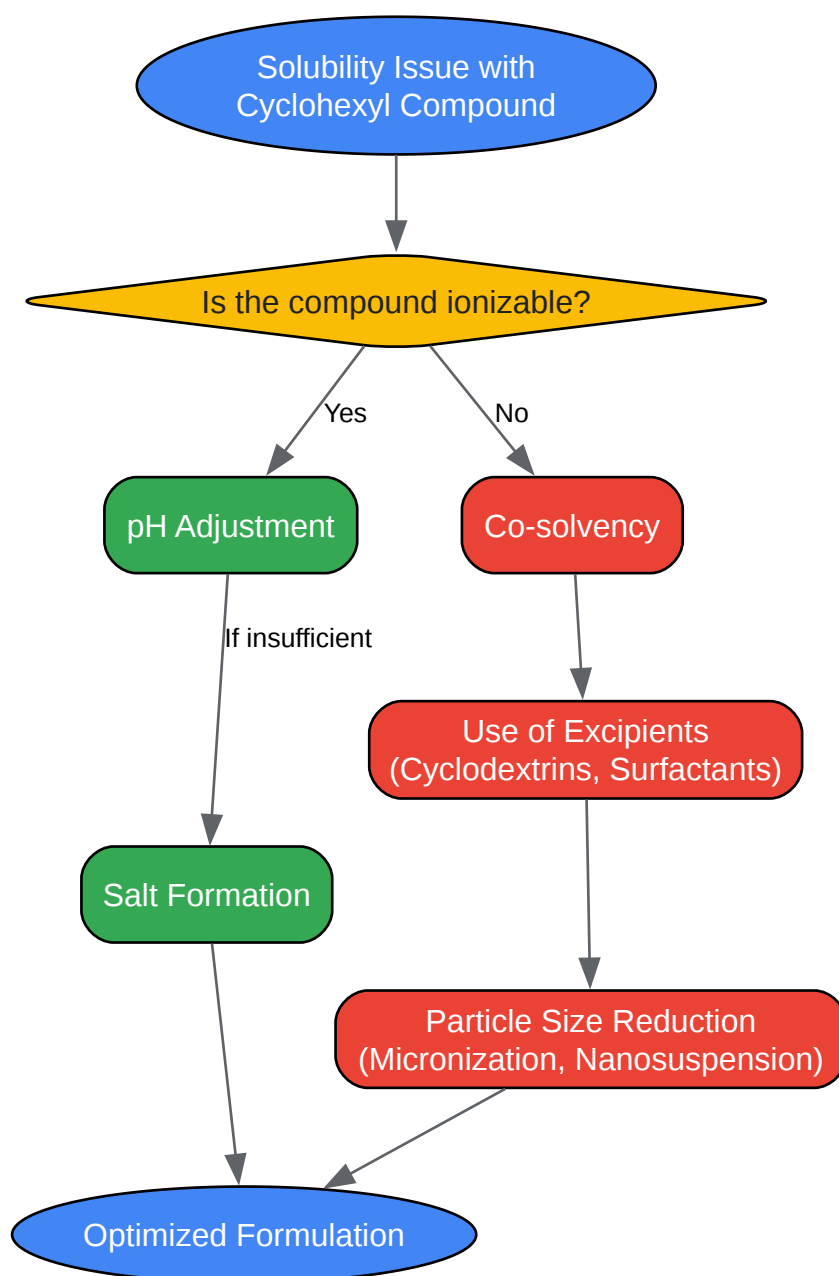 Solubility Issue with
Cyclohexyl Compound
Is the compound ionizable?
Yes
No
pH Adjustment
Co-solvency
If insufficient
Use of Excipients
(Cyclodextrins, Surfactants)
Salt Formation
Particle Size Reduction
(Micronization, Nanosuspension)
Optimized Formulation